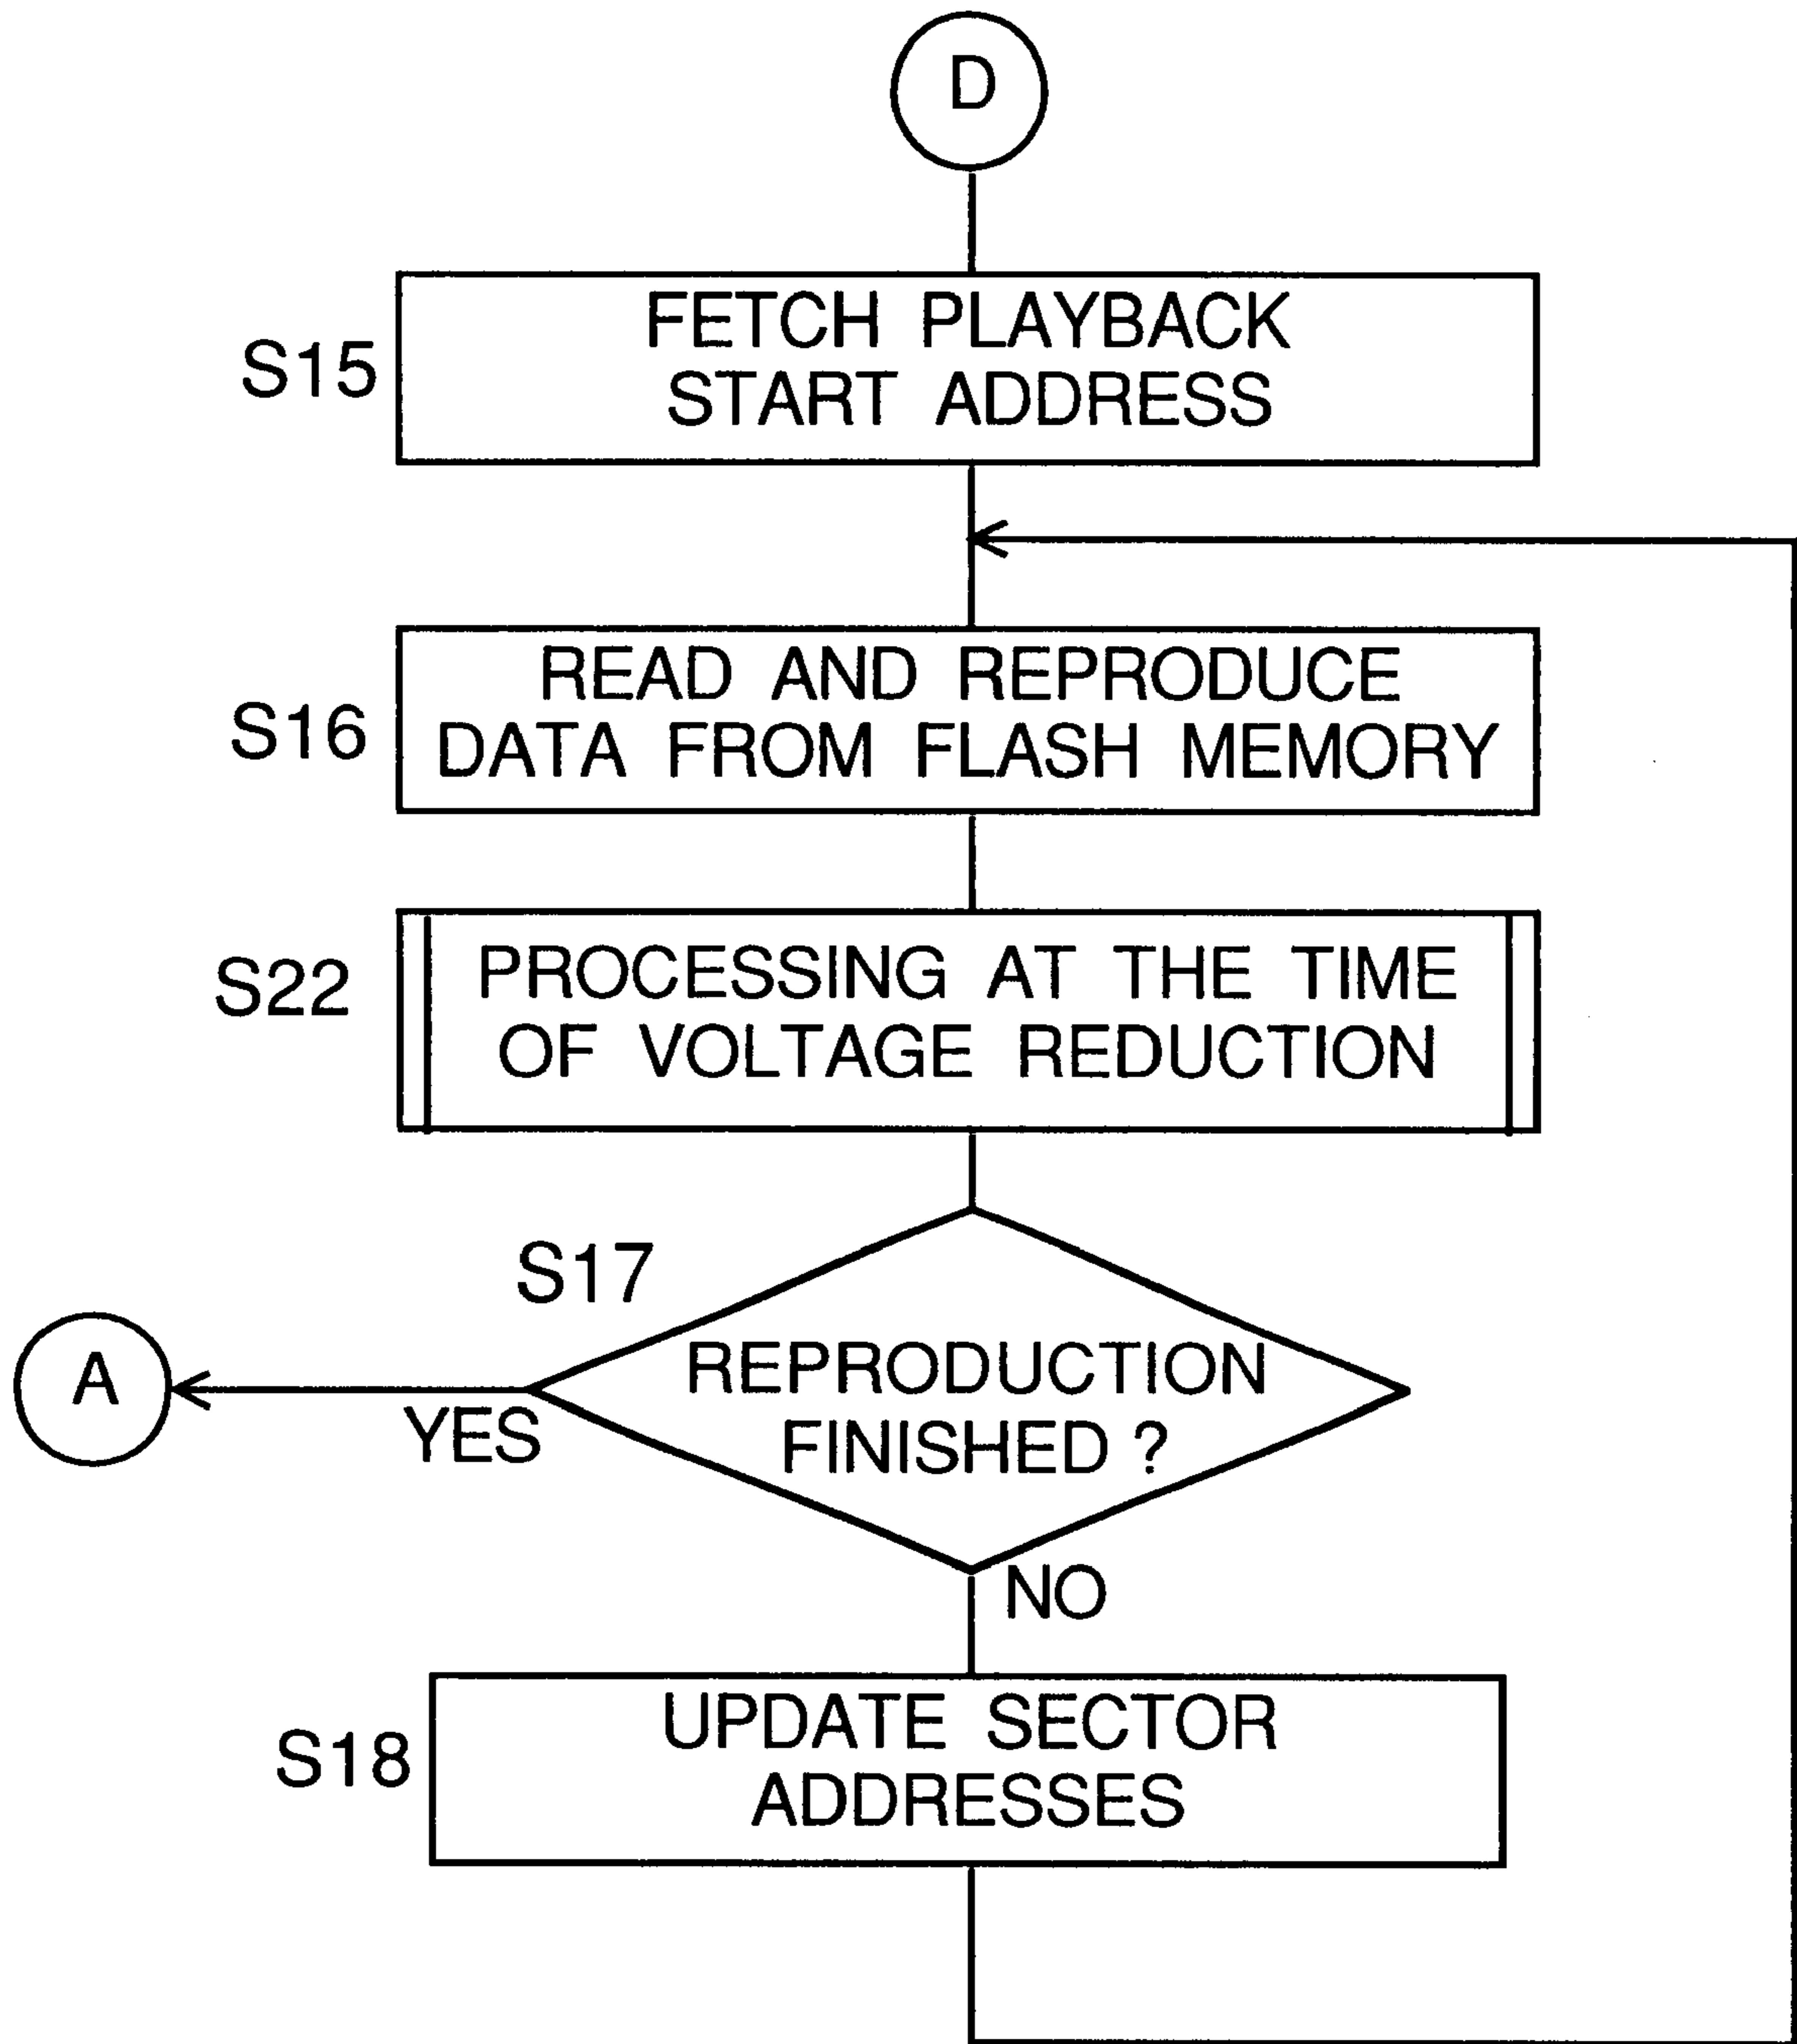 D
FETCH PLAYBACK
S15
START ADDRESS
READ AND REPRODUCE
S16
DATA FROM FLASH MEMORY
PROCESSING AT THE TIME
S22
OF VOLTAGE REDUCTION
S17
REPRODUCTION
A
YES
FINISHED ?
NO
UPDATE SECTOR
S18
ADDRESSES